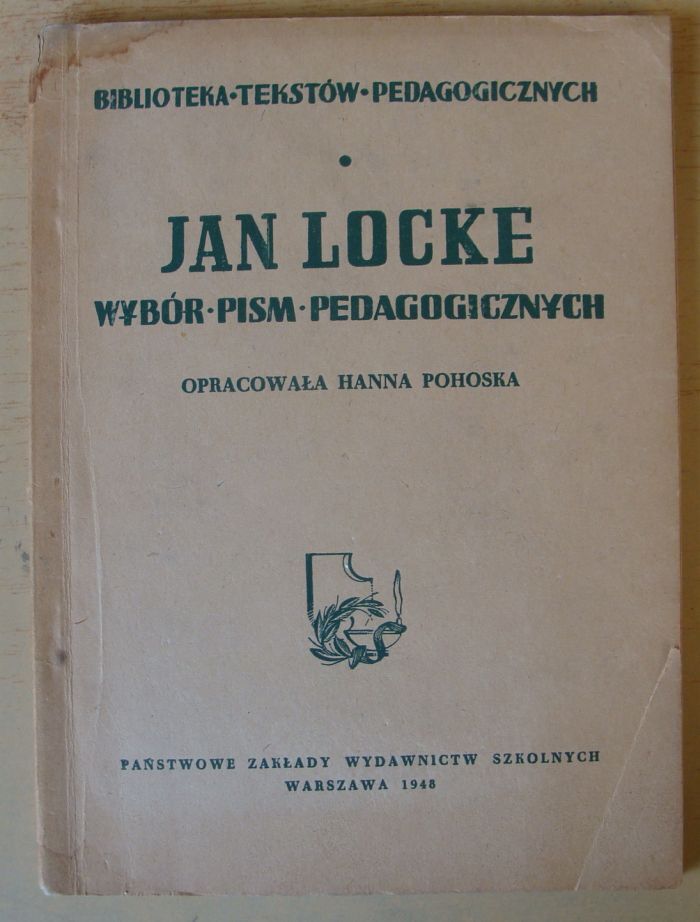 BIBLIOTEKA·TEKSTÓW·PEDAGOGICZNYCH
JAN LOCKE
WYBÓR·PISM·PEDAGOGICZNYCH
OPRACOWAŁA HANNA POHOSKA
PAŃSTWOWE ZAKŁADY WYDAWNICTW SZKOLNYCH
WARSZAWA 1948